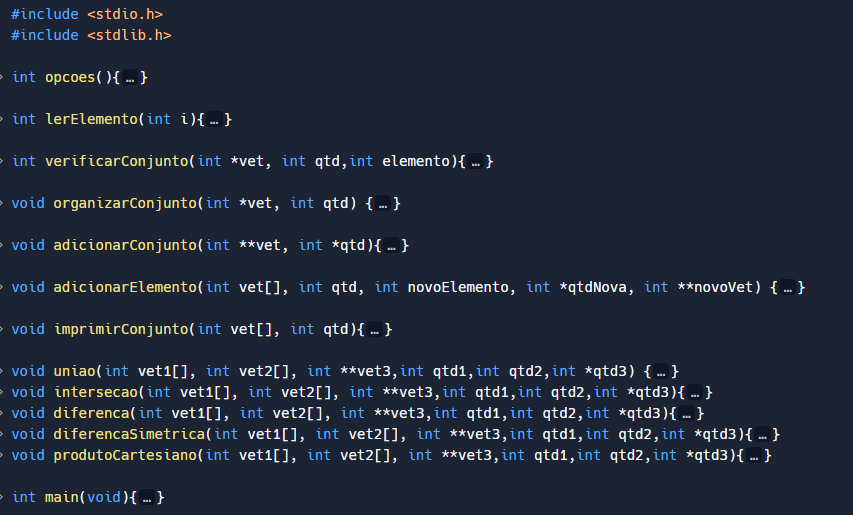 #include <stdio.h>
#include <stdlib.h>
> int opcoes(){…}
> int lerElemento(int i){…}
> int verificarConjunto(int *vet, int qtd,int elemento){…}
> void organizarConjunto(int *vet, int qtd) {…}
> void adicionarConjunto(int **vet, int *qtd){…}
> void adicionarElemento(int vet[], int qtd, int novoElemento, int *qtdNova, int **novoVet) {…}
> void imprimirConjunto(int vet[], int qtd){…}
> void uniao(int vet1[], int vet2[], int **vet3,int qtd1,int qtd2,int *qtd3) {…}
> void intersecao(int vet1[], int vet2[], int **vet3,int qtd1,int qtd2,int *qtd3){…}
> void diferenca(int vet1[], int vet2[], int **vet3,int qtd1,int qtd2,int *qtd3){…}
> void diferencaSimetrica(int vet1[], int vet2[], int **vet3,int qtd1,int qtd2,int *qtd3){…}
> void produtoCartesiano(int vet1[], int vet2[], int **vet3,int qtd1,int qtd2,int *qtd3){…}
> int main(void){…}